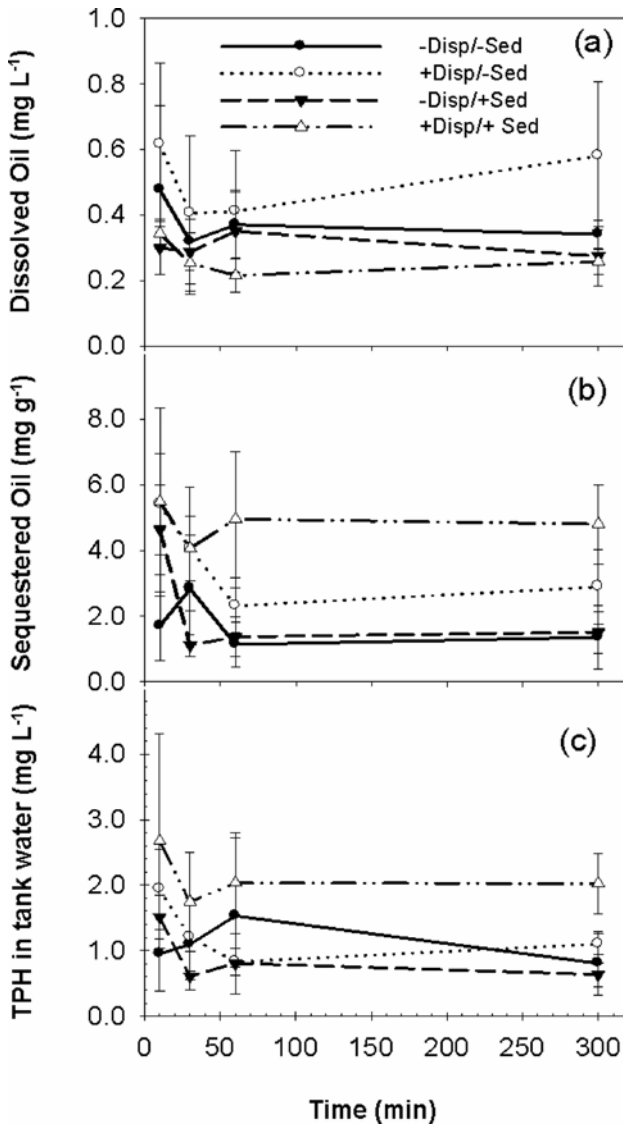 Dissolved Oil (mg L⁻¹)
1.0
0.8
0.6
0.4
0.2
0.0
(a)
-Disp/-Sed
+Disp/-Sed
-Disp/+Sed
+Disp/+ Sed
Sequestered Oil (mg g⁻¹)
8.0
6.0
4.0
2.0
0.0
(b)
TPH in tank water (mg L⁻¹)
4.0
3.0
2.0
1.0
0.0
(c)
0 50 100 150 200 250 300
Time (min)